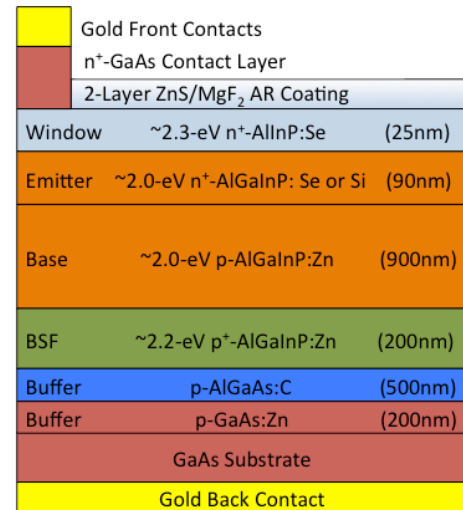 Gold Front Contacts
n⁺-GaAs Contact Layer
2-Layer ZnS/MgF₂ AR Coating
Window ~2.3-eV n⁺-AlInP:Se (25nm)
Emitter ~2.0-eV n⁺-AlGaInP: Se or Si (90nm)
Base ~2.0-eV p-AlGaInP:Zn (900nm)
BSF ~2.2-eV p⁺-AlGaInP:Zn (200nm)
Buffer p-AlGaAs:C (500nm)
Buffer p-GaAs:Zn (200nm)
GaAs Substrate
Gold Back Contact